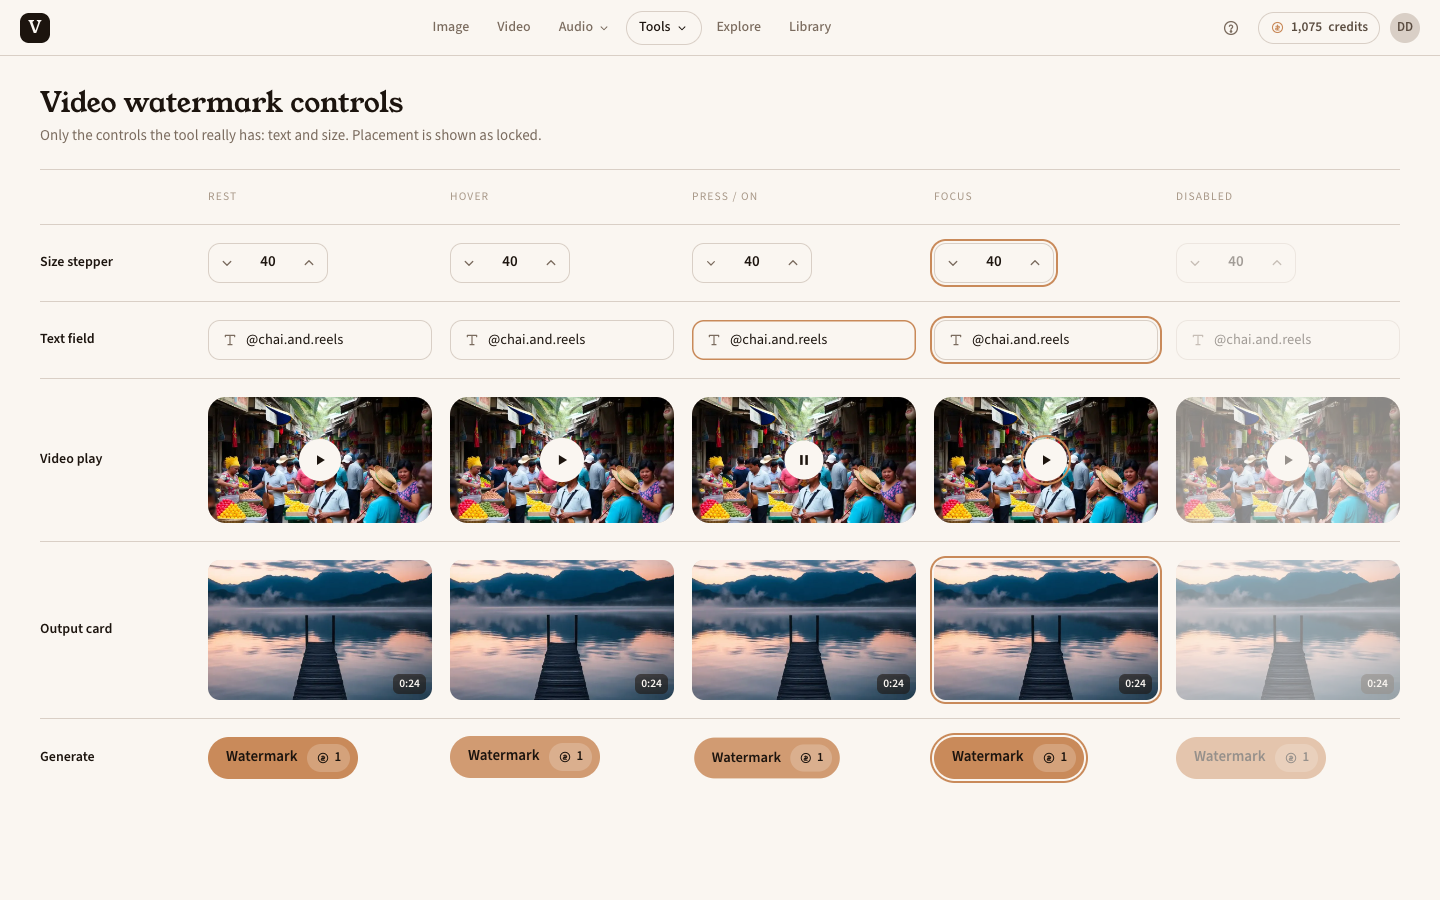 V Image Video Audio Tools Explore Library 1,075 credits DD
Video watermark controls
Only the controls the tool really has: text and size. Placement is shown as locked.
REST HOVER PRESS / ON FOCUS DISABLED
Size stepper 40 40 40 40 40
Text field @chai.and.reels @chai.and.reels @chai.and.reels @chai.and.reels @chai.and.reels
Video play
Output card 0:24 0:24 0:24 0:24 0:24
Generate Watermark 1 Watermark 1 Watermark 1 Watermark 1 Watermark 1